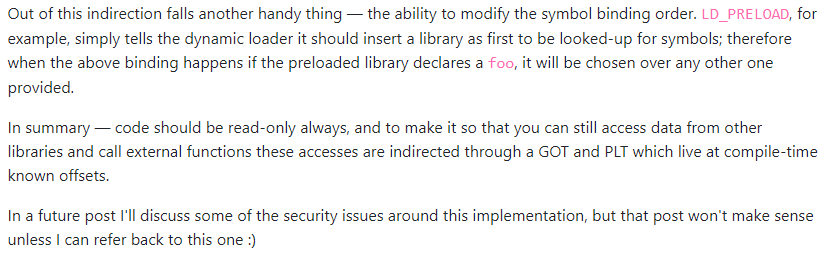 Out of this indirection falls another handy thing — the ability to modify the symbol binding order. LD_PRELOAD, for
example, simply tells the dynamic loader it should insert a library as first to be looked-up for symbols; therefore
when the above binding happens if the preloaded library declares a foo, it will be chosen over any other one
provided.
In summary — code should be read-only always, and to make it so that you can still access data from other
libraries and call external functions these accesses are indirected through a GOT and PLT which live at compile-time
known offsets.
In a future post I'll discuss some of the security issues around this implementation, but that post won't make sense
unless I can refer back to this one :)